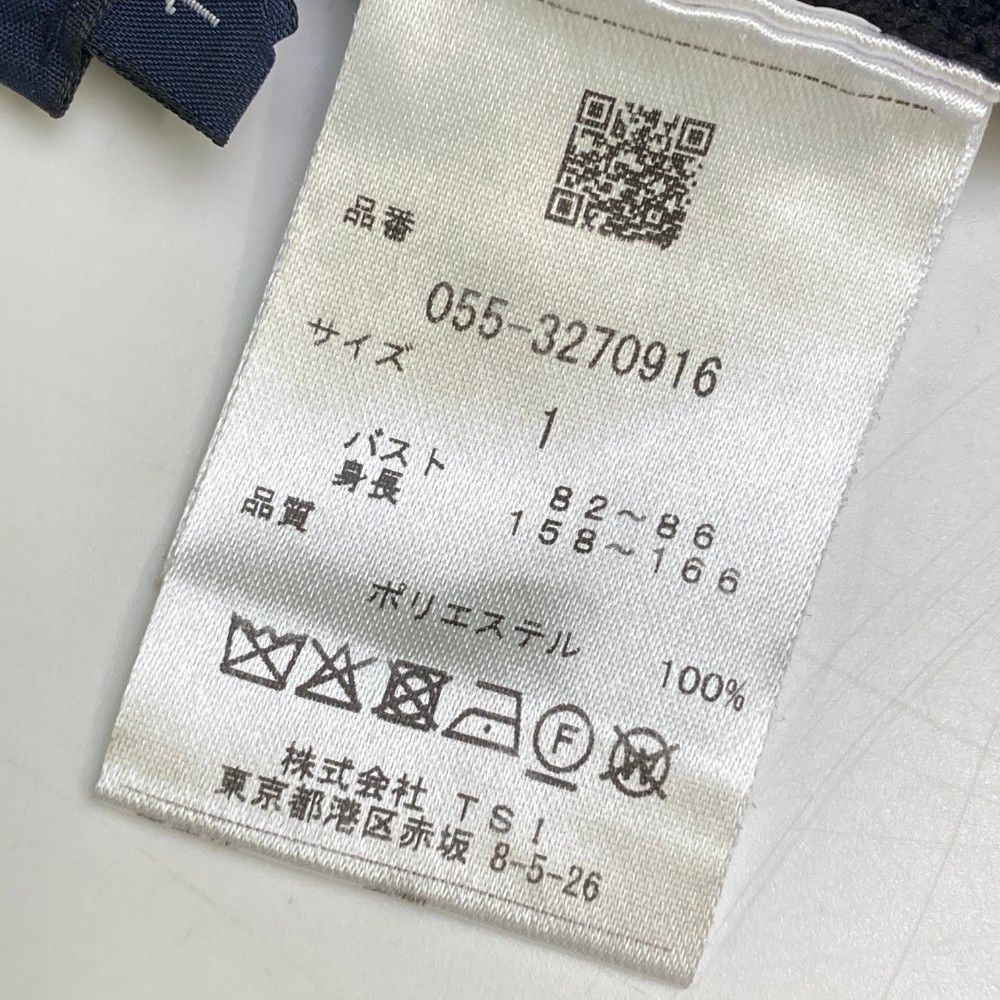 1
品番
055-3270916
サイズ
1
バスト 82~86
身長 158~166
品質
ポリエステル 100%
F
W
株式会社 TSI
東京都港区赤坂 8-5-26